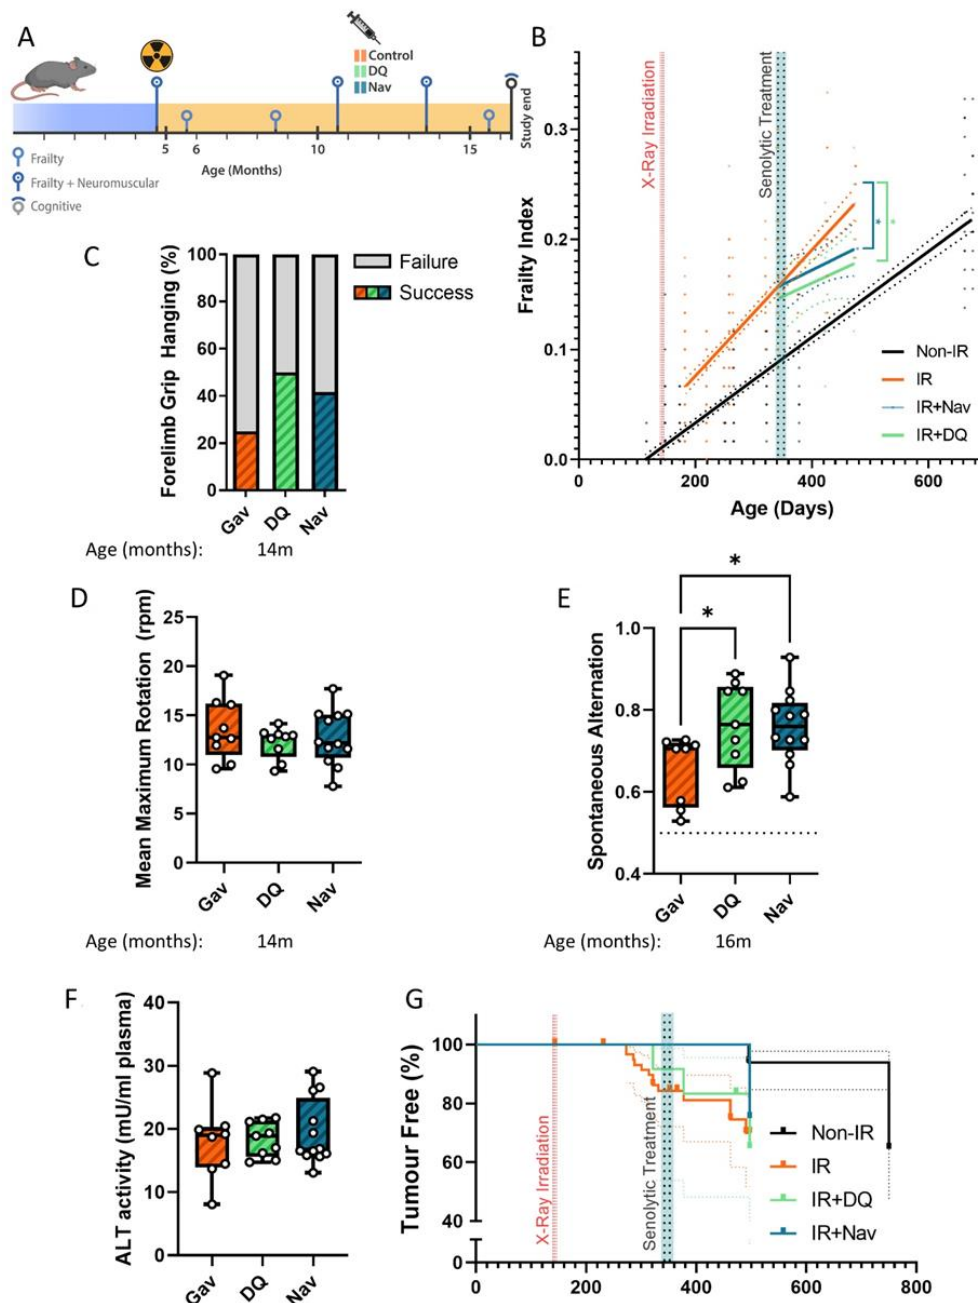 A
Control
DQ
Nav
Study end
5
6
10
15
Age (Months)
Frailty
Frailty + Neuromuscular
Cognitive
B
X-Ray Irradiation
Senolytic Treatment
Frailty Index
0.3
0.2
0.1
0.0
*
*
Non-IR
IR
IR+Nav
IR+DQ
0
200
400
600
Age (Days)
C
Forelimb Grip Hanging (%)
100
80
60
40
20
0
Failure
Success
Gav
DQ
Nav
Age (months): 14m
D
Mean Maximum Rotation (rpm)
25
20
15
10
5
0
Gav
DQ
Nav
Age (months): 14m
E
Spontaneous Alternation
*
*
1.0
0.8
0.6
0.4
Gav
DQ
Nav
Age (months): 16m
F
ALT activity (mU/ml plasma)
40
30
20
10
0
Gav
DQ
Nav
G
Tumour Free (%)
100
80
60
40
0
X-Ray Irradiation
Senolytic Treatment
Non-IR
IR
IR+DQ
IR+Nav
0
200
400
600
800